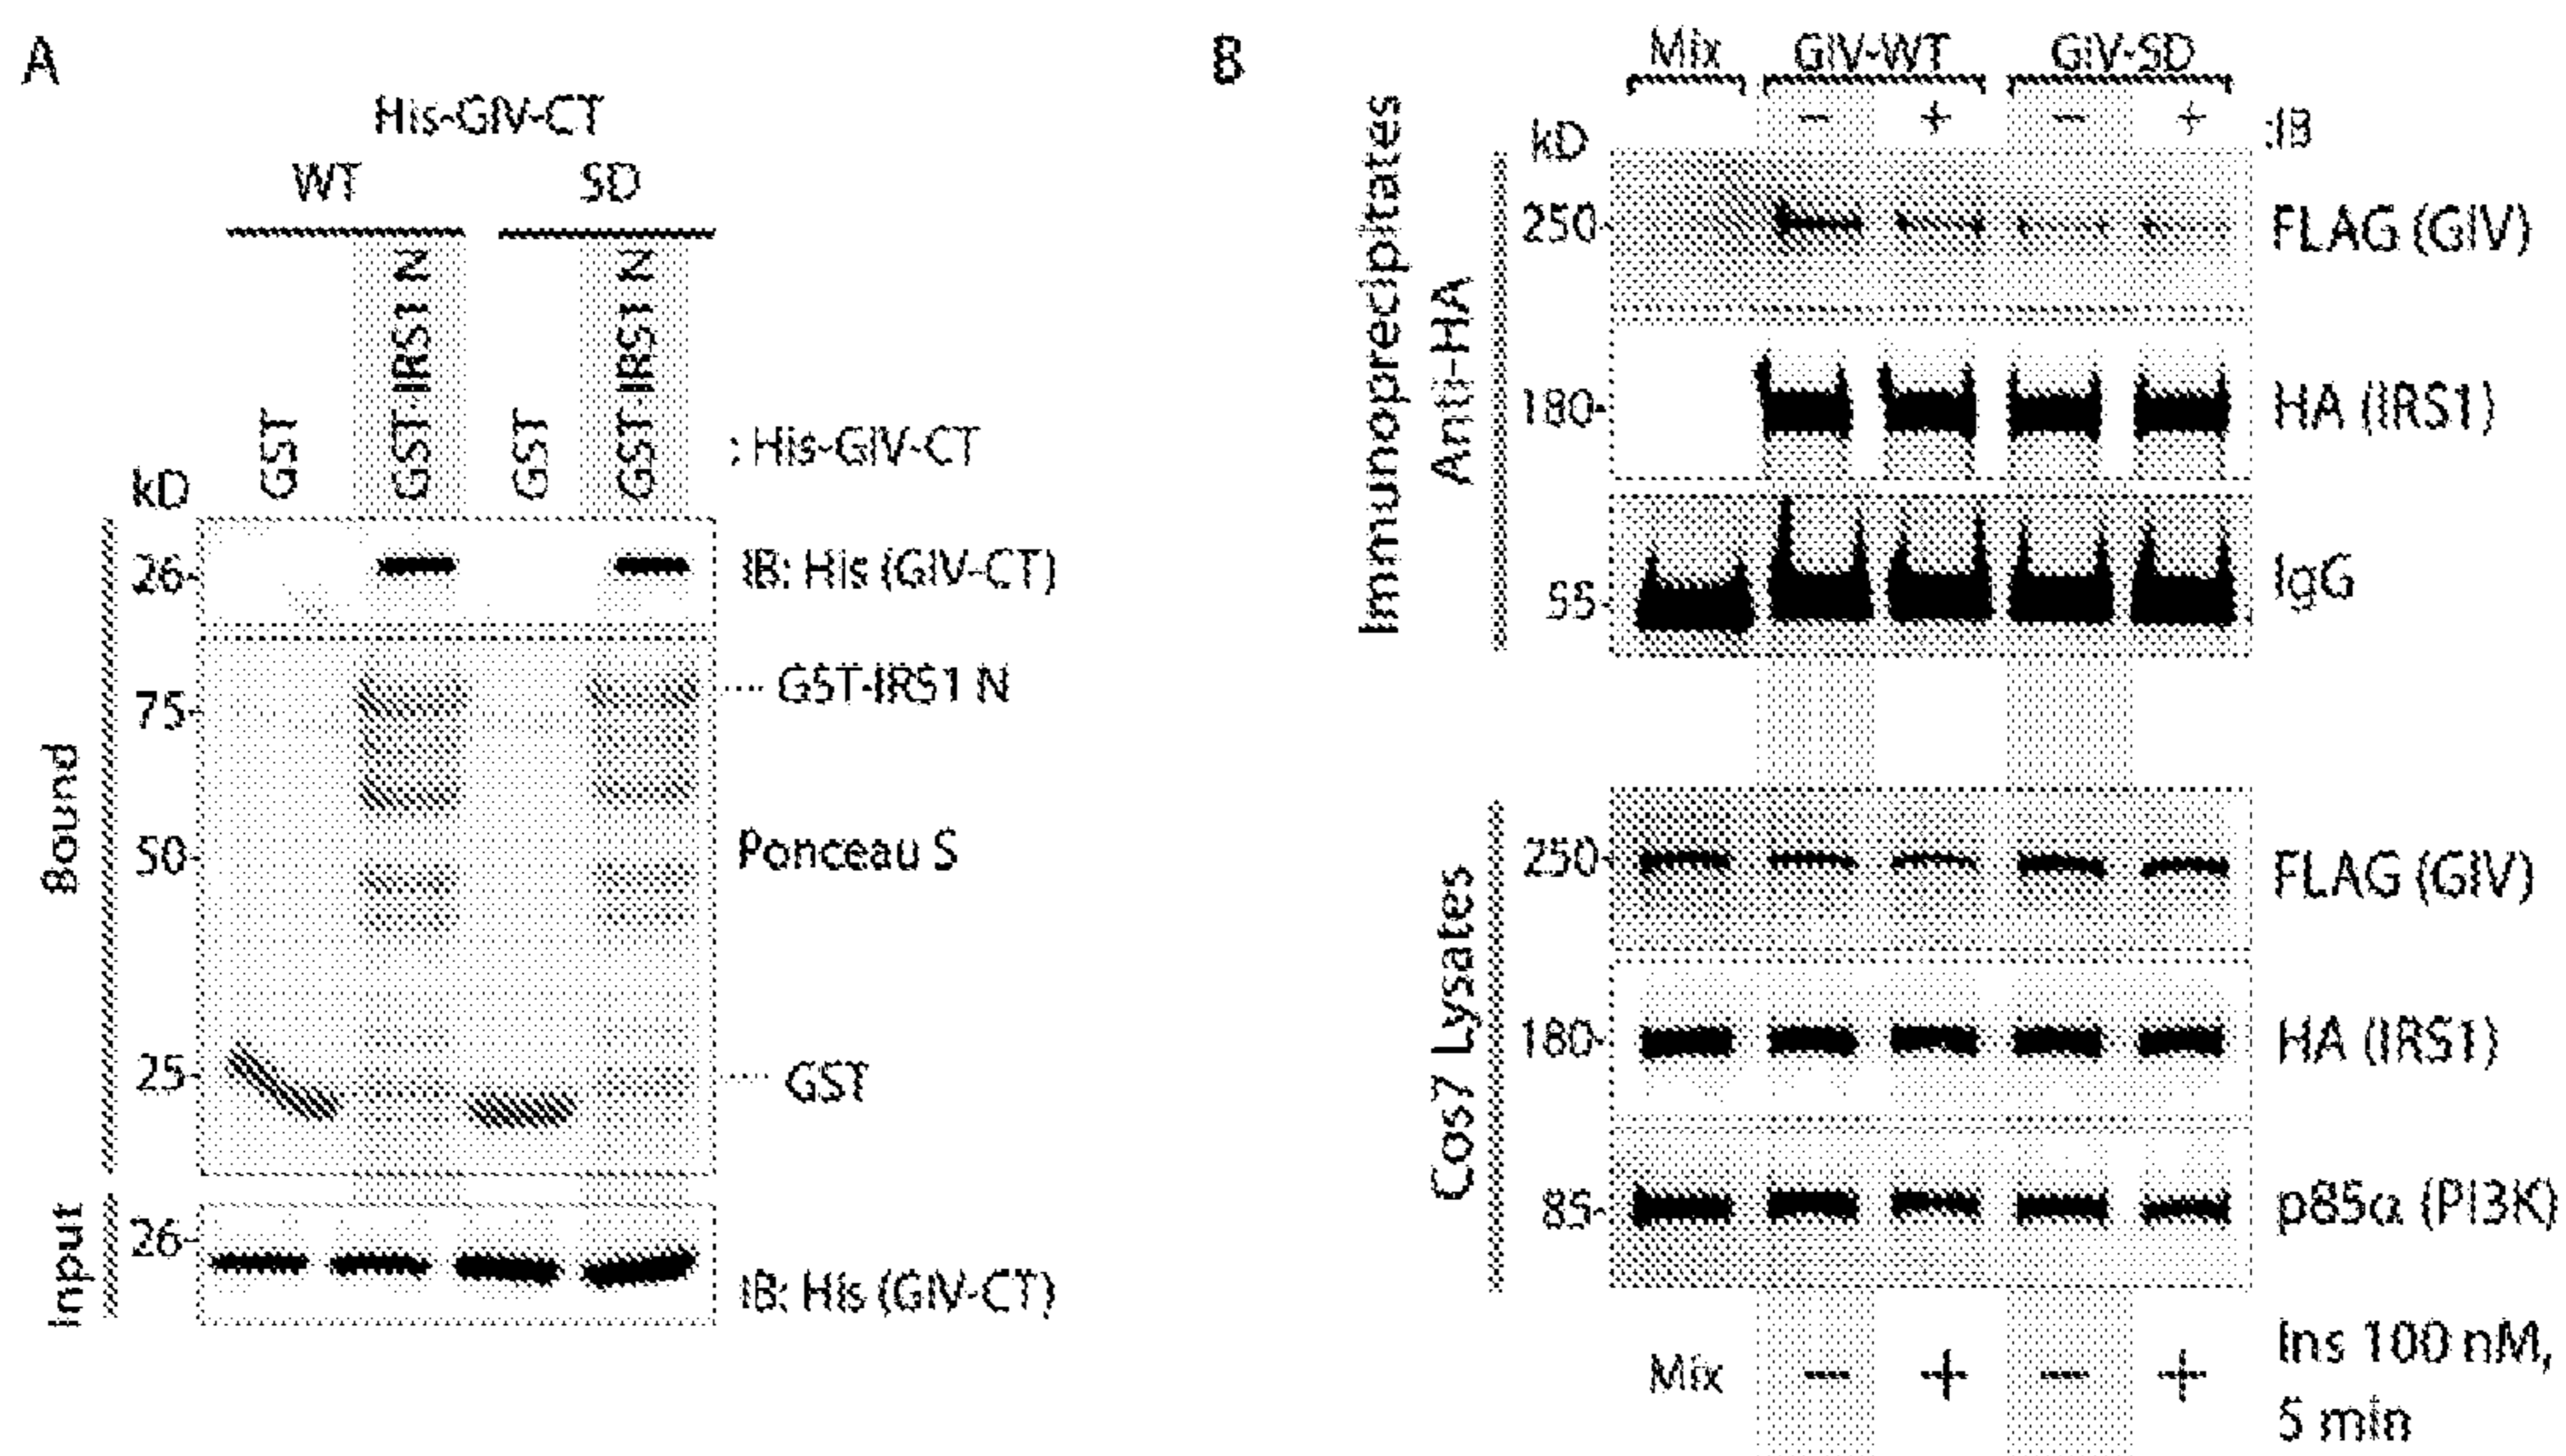 A
His-GIV-CT
WT SD
GST GST-IRS1 N GST GST-IRS1 N : His-GIV-CT
kD
Bound
26- IB: His (GIV-CT)
GST-IRS1 N
75-
50- Ponceau S
25- GST
Input
26- IB: His (GIV-CT)
B
Mix GIV-WT GIV-SD
kD − + − + :IB
Immunoprecipitates
Anti-HA
250- FLAG (GIV)
180- HA (IRS1)
55- IgG
Cos7 Lysates
250- FLAG (GIV)
180- HA (IRS1)
85- p85α (PI3K)
Mix − + − + Ins 100 nM,
5 min